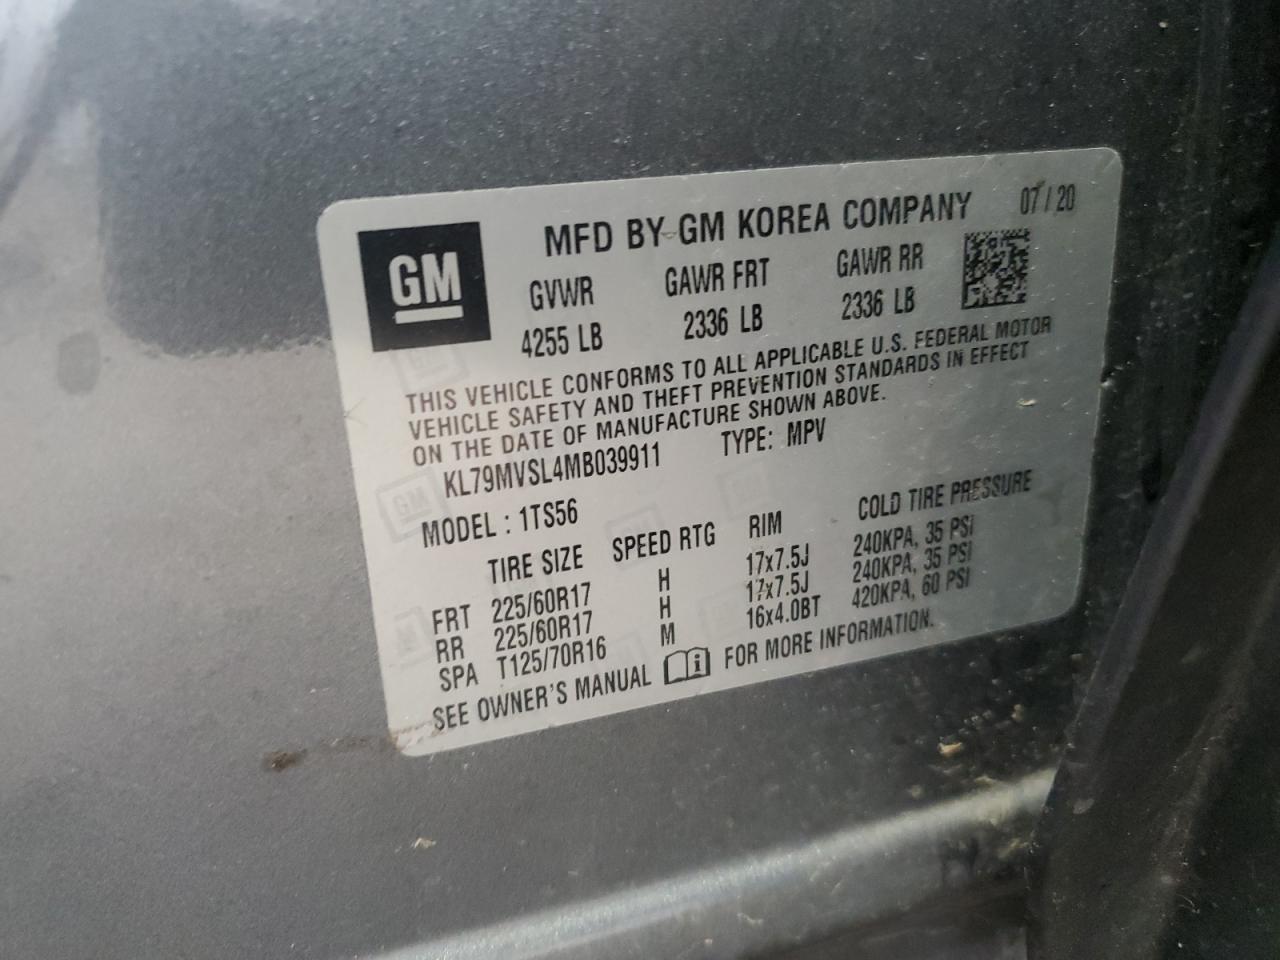 GM
MFD BY GM KOREA COMPANY 07/20
GVWR GAWR FRT GAWR RR
4255 LB 2336 LB 2336 LB
THIS VEHICLE CONFORMS TO ALL APPLICABLE U.S. FEDERAL MOTOR
VEHICLE SAFETY AND THEFT PREVENTION STANDARDS IN EFFECT
ON THE DATE OF MANUFACTURE SHOWN ABOVE.
KL79MVSL4MB039911 TYPE: MPV
MODEL : 1TS56
TIRE SIZE SPEED RTG RIM COLD TIRE PRESSURE
FRT 225/60R17 H 17x7.5J 240KPA, 35 PSI
RR 225/60R17 H 17x7.5J 240KPA, 35 PSI
SPA T125/70R16 M 16x4.0BT 420KPA, 60 PSI
SEE OWNER'S MANUAL FOR MORE INFORMATION.